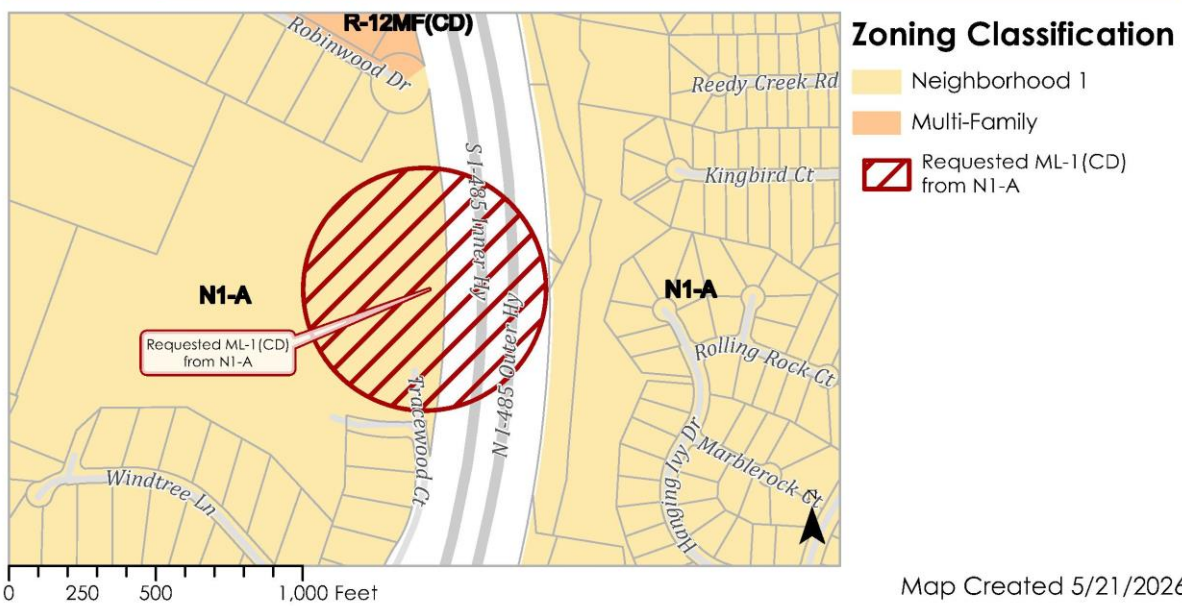 R-12MF(CD)
Robinwood Dr
Reedy Creek Rd
Kingbird Ct
S I-485 Inner Hy
N I-485 Outer Hy
N1-A
N1-A
Requested ML-1(CD)
from N1-A
Rolling Rock Ct
Tracewood Ct
Hanging Ivy Dr
Marblerock Ct
Windtree Ln
Z
0 250 500 1,000 Feet
Zoning Classification
Neighborhood 1
Multi-Family
Requested ML-1(CD)
from N1-A
Map Created 5/21/2026